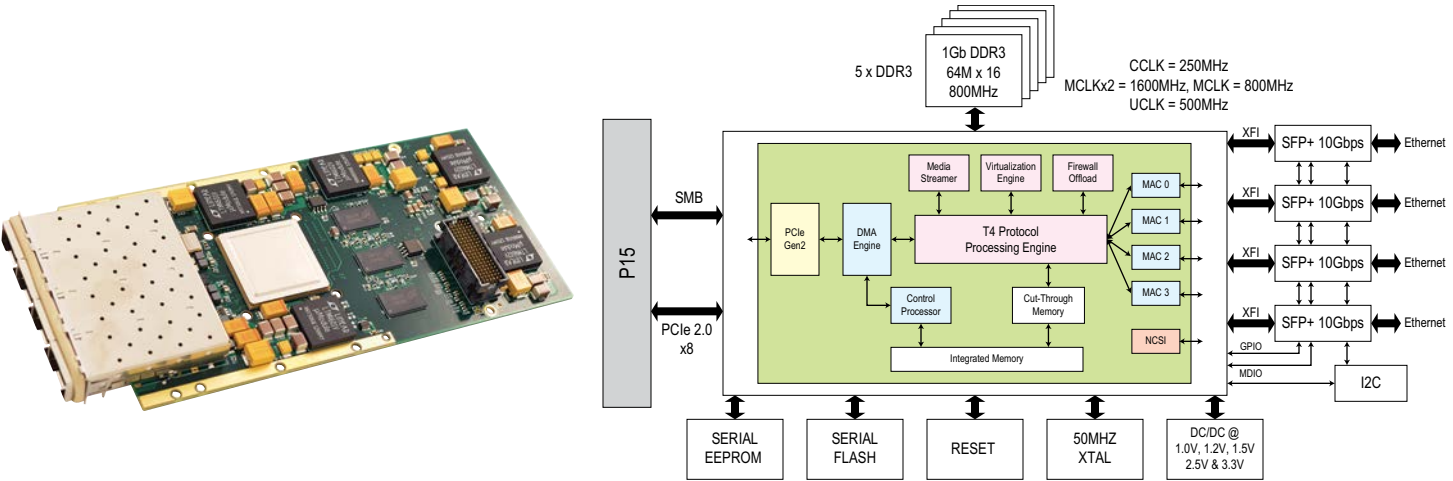 1Gb DDR3
64M x 16
800MHz
5 x DDR3
CCLK = 250MHz
MCLKx2 = 1600MHz, MCLK = 800MHz
UCLK = 500MHz
P15
SMB
PCIe 2.0
x8
PCIe
Gen2
DMA
Engine
Media
Streamer
Virtualization
Engine
Firewall
Offload
T4 Protocol
Processing Engine
MAC 0
MAC 1
MAC 2
MAC 3
Control
Processor
Cut-Through
Memory
Integrated Memory
NCSI
XFI
SFP+ 10Gbps
Ethernet
XFI
SFP+ 10Gbps
Ethernet
XFI
SFP+ 10Gbps
Ethernet
XFI
SFP+ 10Gbps
Ethernet
GPIO
MDIO
I2C
SERIAL
EEPROM
SERIAL
FLASH
RESET
50MHZ
XTAL
DC/DC @
1.0V, 1.2V, 1.5V
2.5V & 3.3V